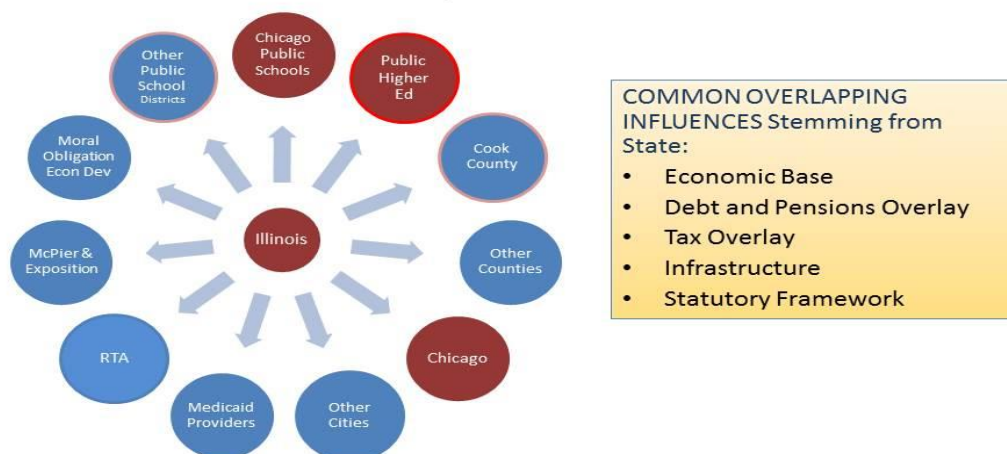 Chicago
Public
Schools
Public
Higher
Ed
Cook
County
Other
Counties
Chicago
Other
Cities
Medicaid
Providers
RTA
McPier &
Exposition
Moral
Obligation
Econ Dev
Other
Public
School
Districts
Illinois
COMMON OVERLAPPING
INFLUENCES Stemming from
State:
• Economic Base
• Debt and Pensions Overlay
• Tax Overlay
• Infrastructure
• Statutory Framework